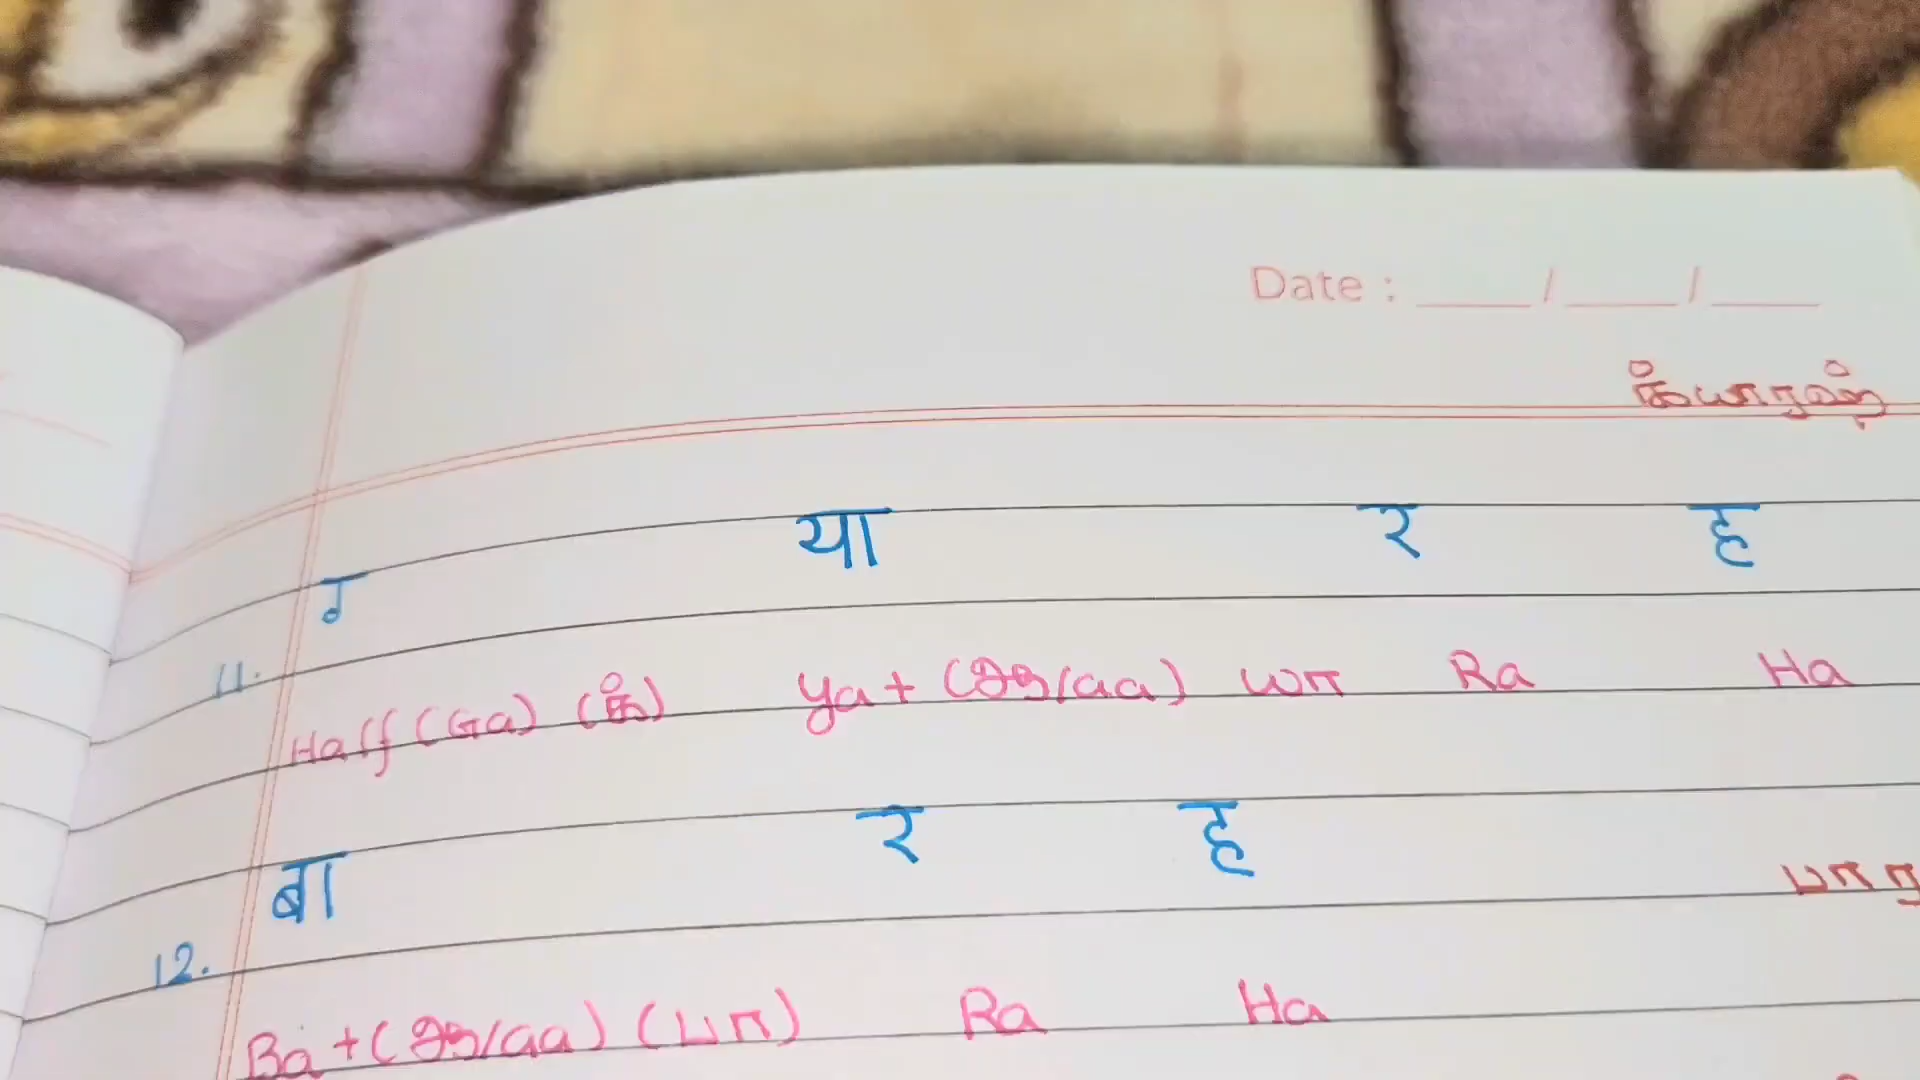 Date : ___ / ___ / ___
க்யாரஹ்
ग् या र ह
11.
Half (Ga) (க்) Ya + (ஆ/aa) யா Ra Ha
बा र ह
12.
Ba + (ஆ/aa) (பா) Ra Ha